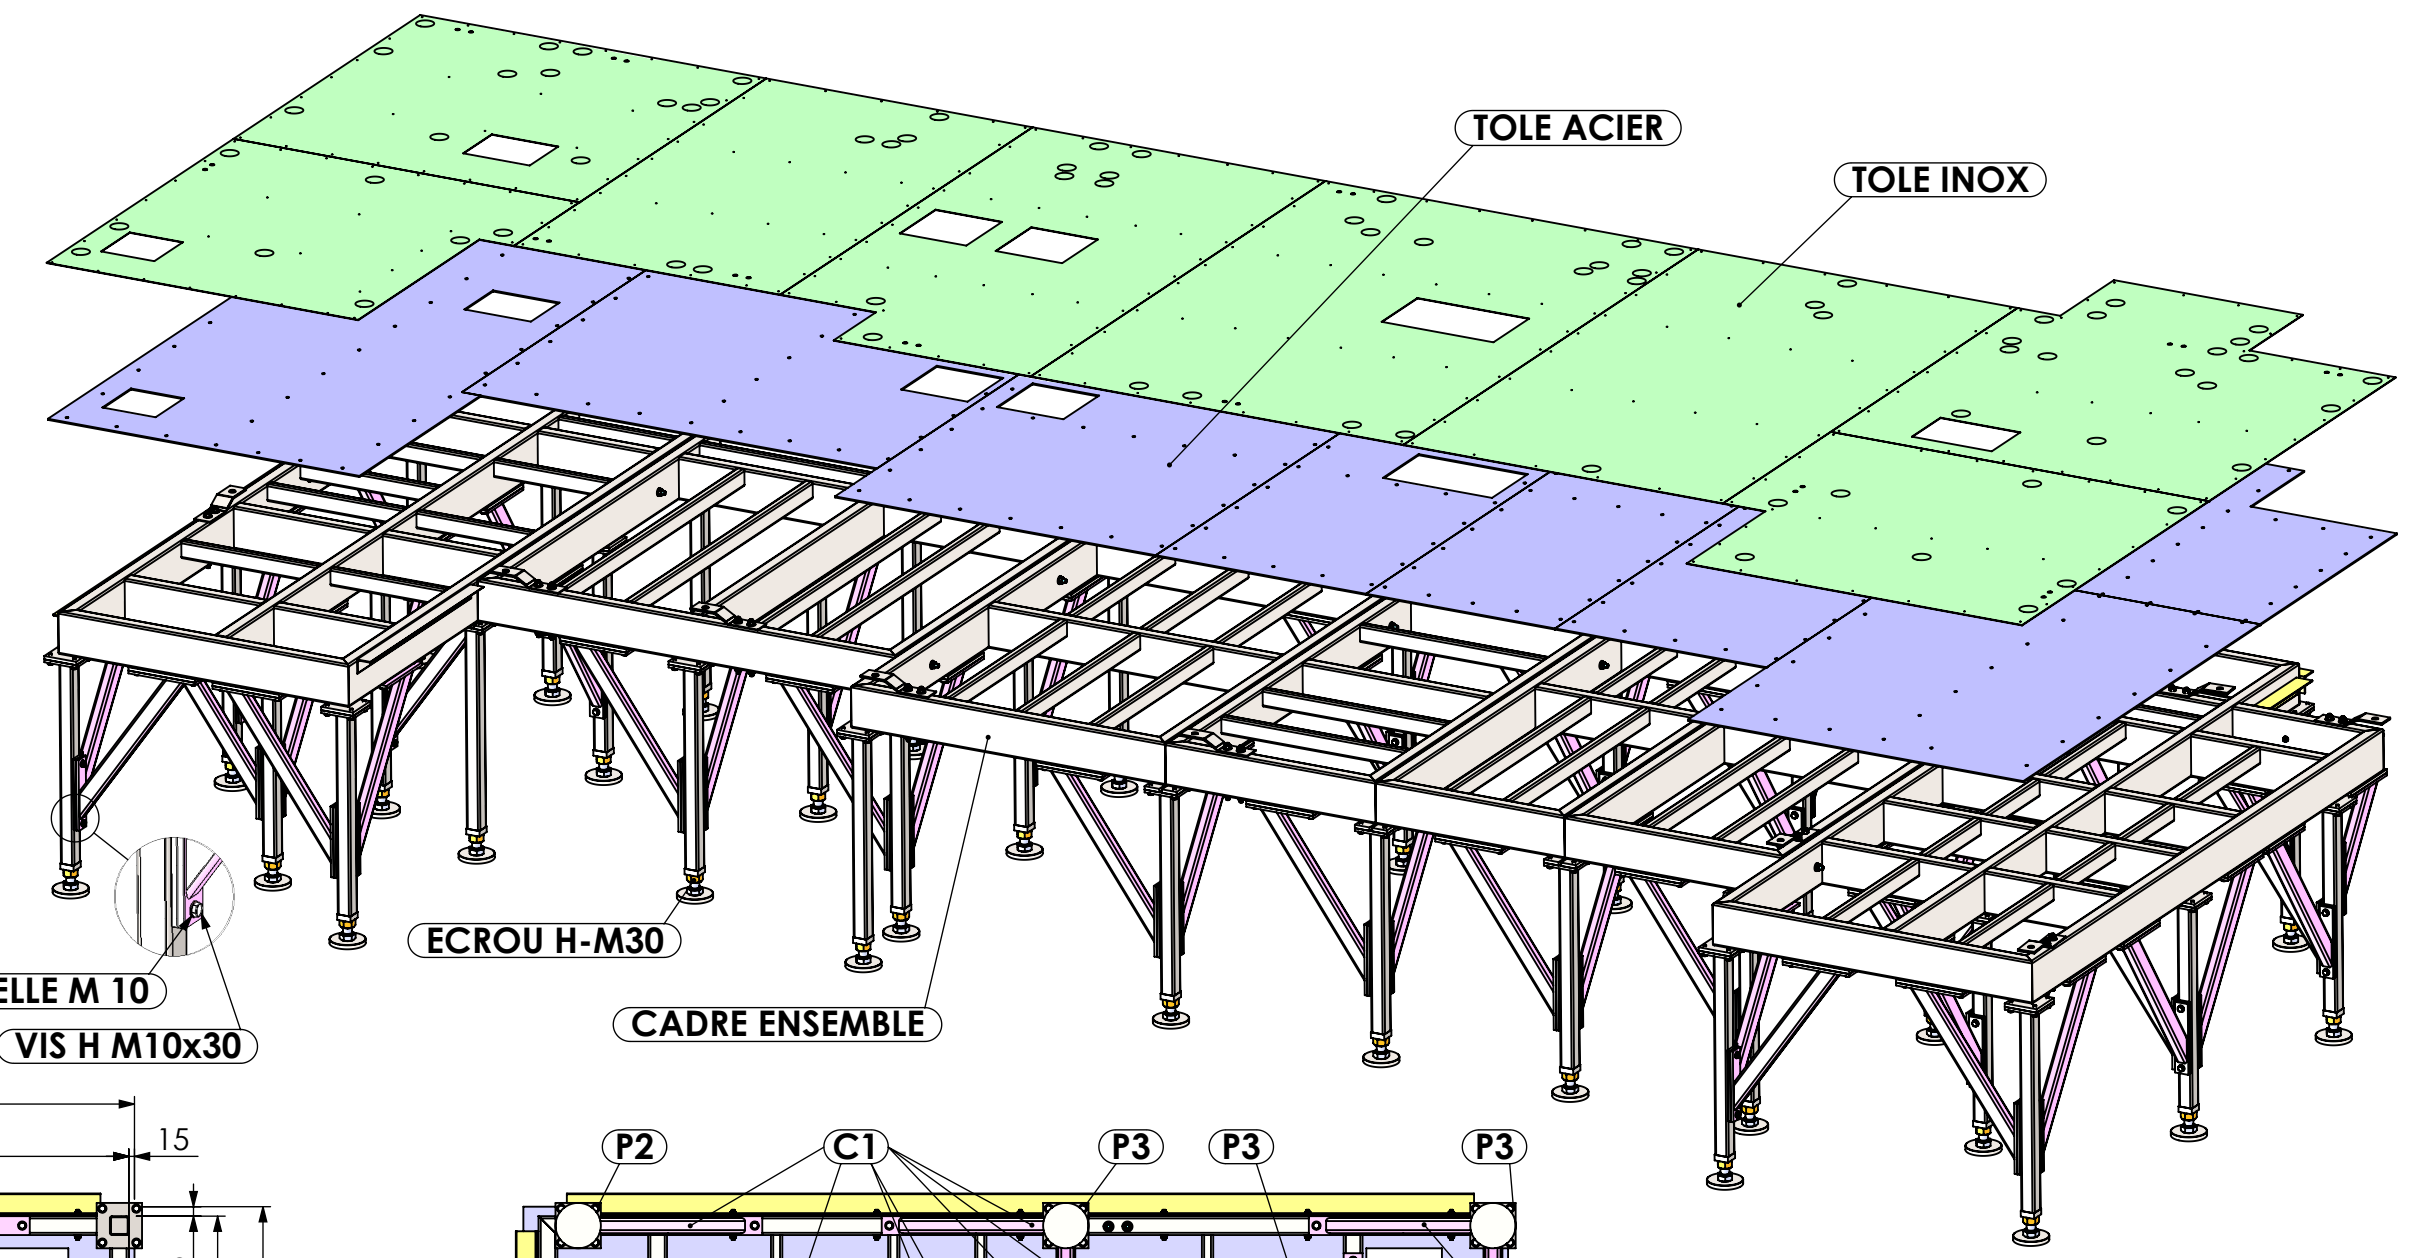 TOLE ACIER
TOLE INOX
ECROU H-M30
ELLE M 10
CADRE ENSEMBLE
VIS H M10x30
15
P2
C1
P3
P3
P3